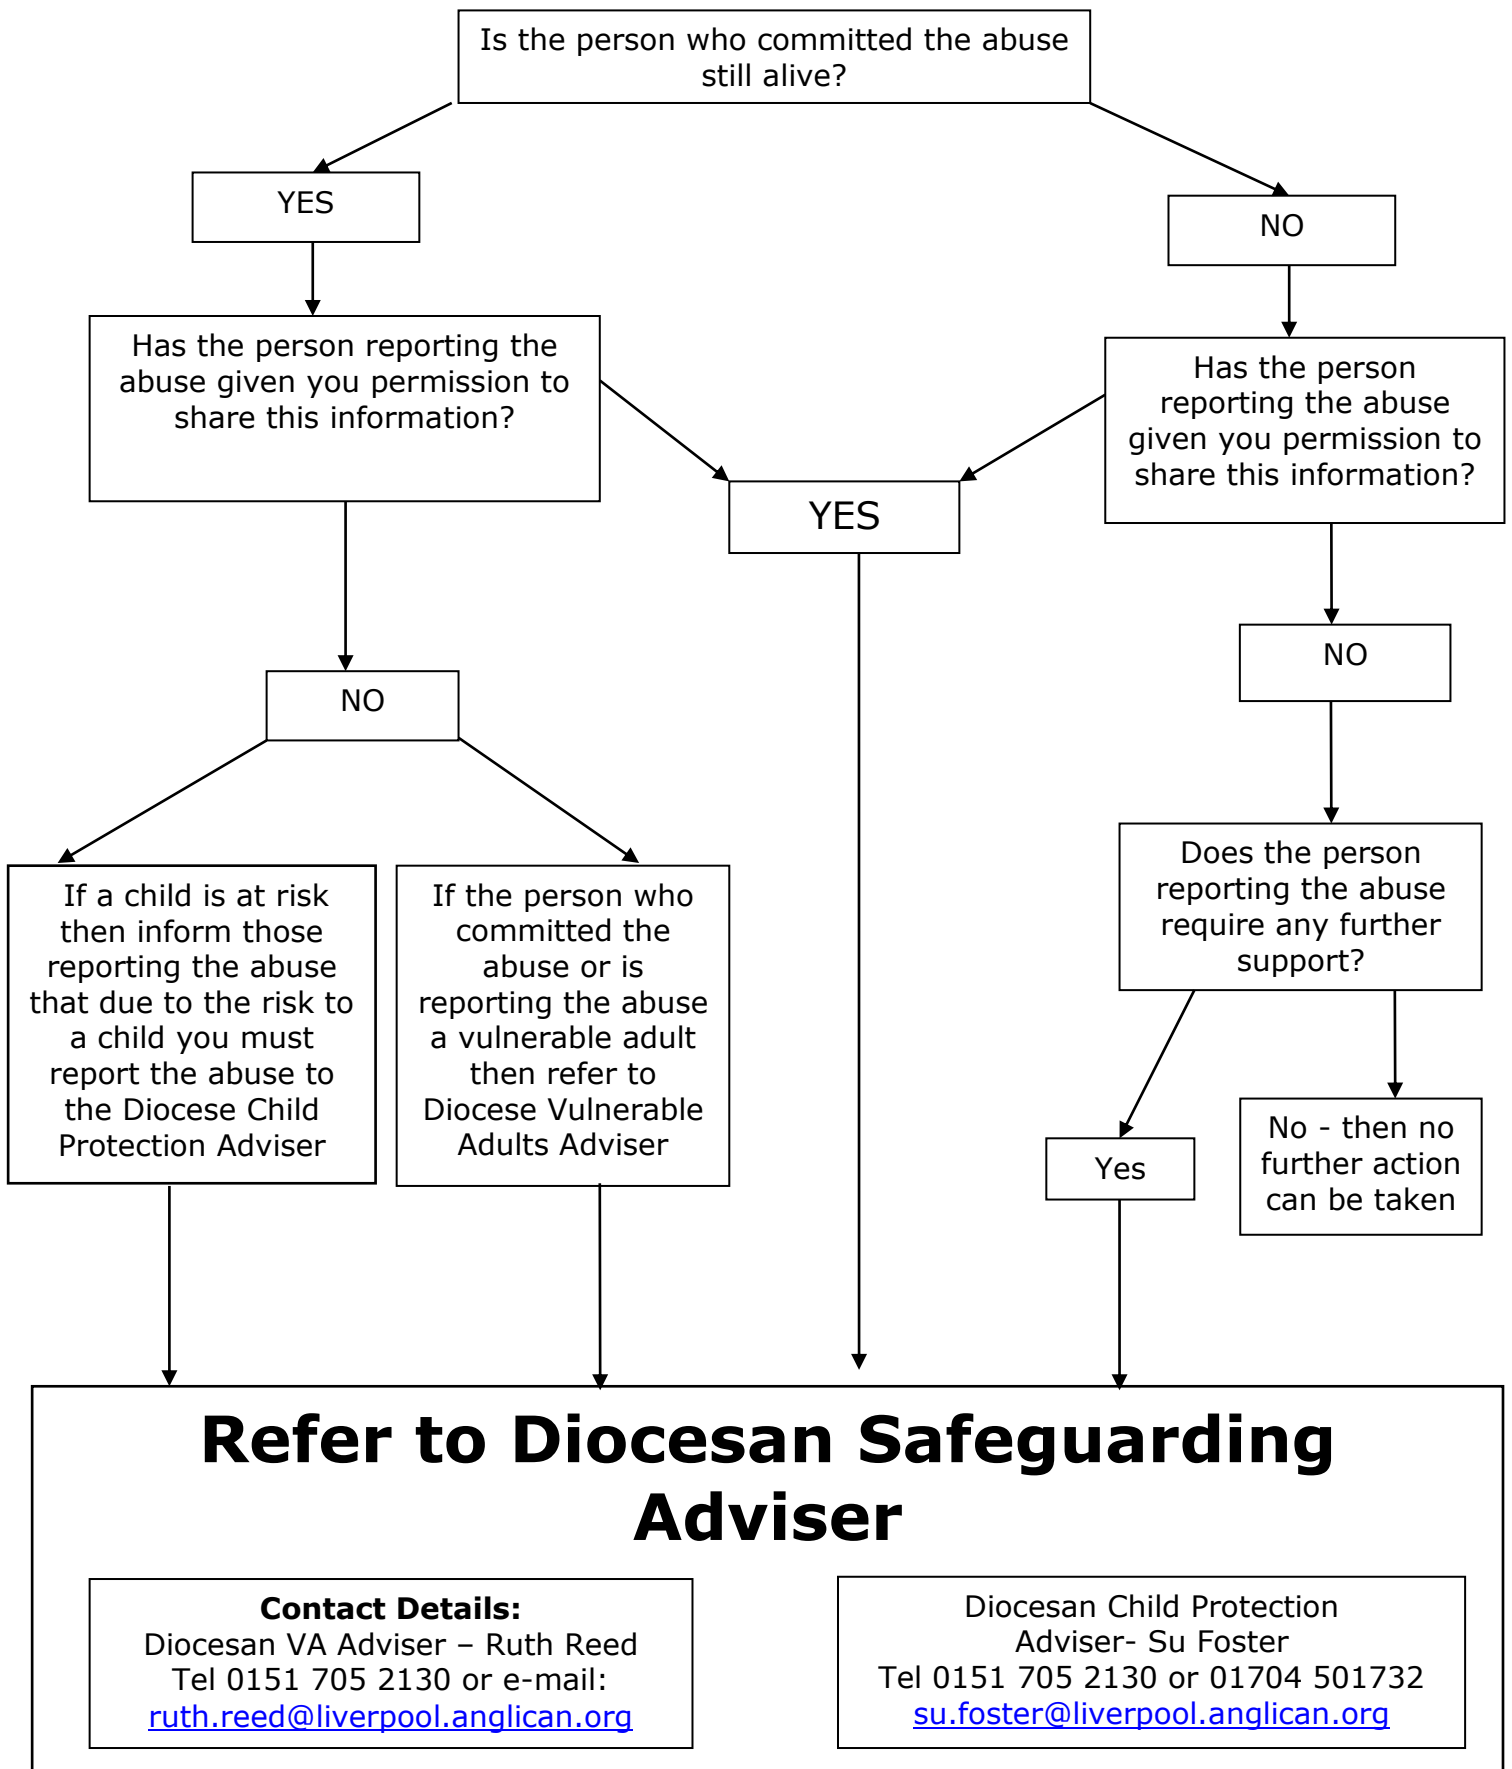 Is the person who committed the abuse
still alive?
YES
NO
Has the person reporting the
abuse given you permission to
share this information?
Has the person
reporting the abuse
given you permission to
share this information?
YES
NO
NO
If a child is at risk
then inform those
reporting the abuse
that due to the risk to
a child you must
report the abuse to
the Diocese Child
Protection Adviser
If the person who
committed the
abuse or is
reporting the abuse
a vulnerable adult
then refer to
Diocese Vulnerable
Adults Adviser
Does the person
reporting the abuse
require any further
support?
Yes
No - then no
further action
can be taken
Refer to Diocesan Safeguarding
Adviser
Contact Details:
Diocesan VA Adviser – Ruth Reed
Tel 0151 705 2130 or e-mail:
ruth.reed@liverpool.anglican.org
Diocesan Child Protection
Adviser- Su Foster
Tel 0151 705 2130 or 01704 501732
su.foster@liverpool.anglican.org